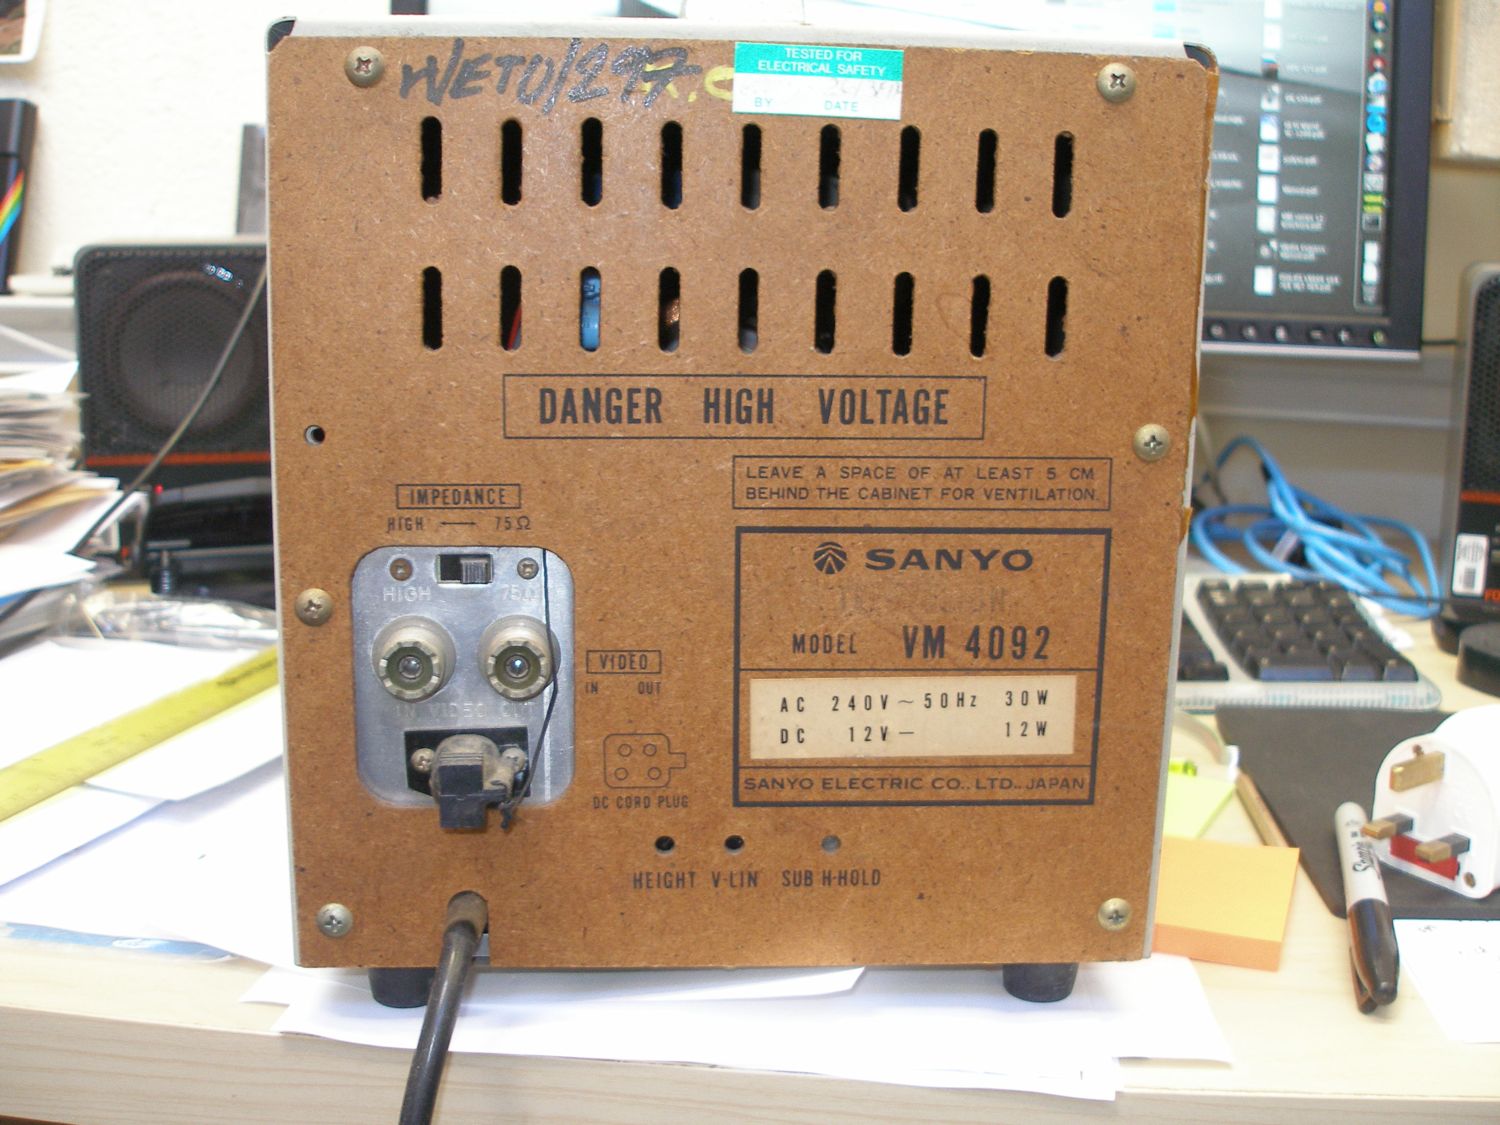 WETU/297
TESTED FOR
ELECTRICAL SAFETY
BY DATE
DANGER HIGH VOLTAGE
LEAVE A SPACE OF AT LEAST 5 CM
BEHIND THE CABINET FOR VENTILATION.
IMPEDANCE
HIGH ⟷ 75Ω
HIGH 75Ω
SANYO
MODEL VM 4092
VIDEO
IN OUT
IN VIDEO OUT
AC 240V ~ 50Hz 30W
DC 12V — 12W
SANYO ELECTRIC CO., LTD., JAPAN
DC CORD PLUG
HEIGHT V-LIN SUB H-HOLD